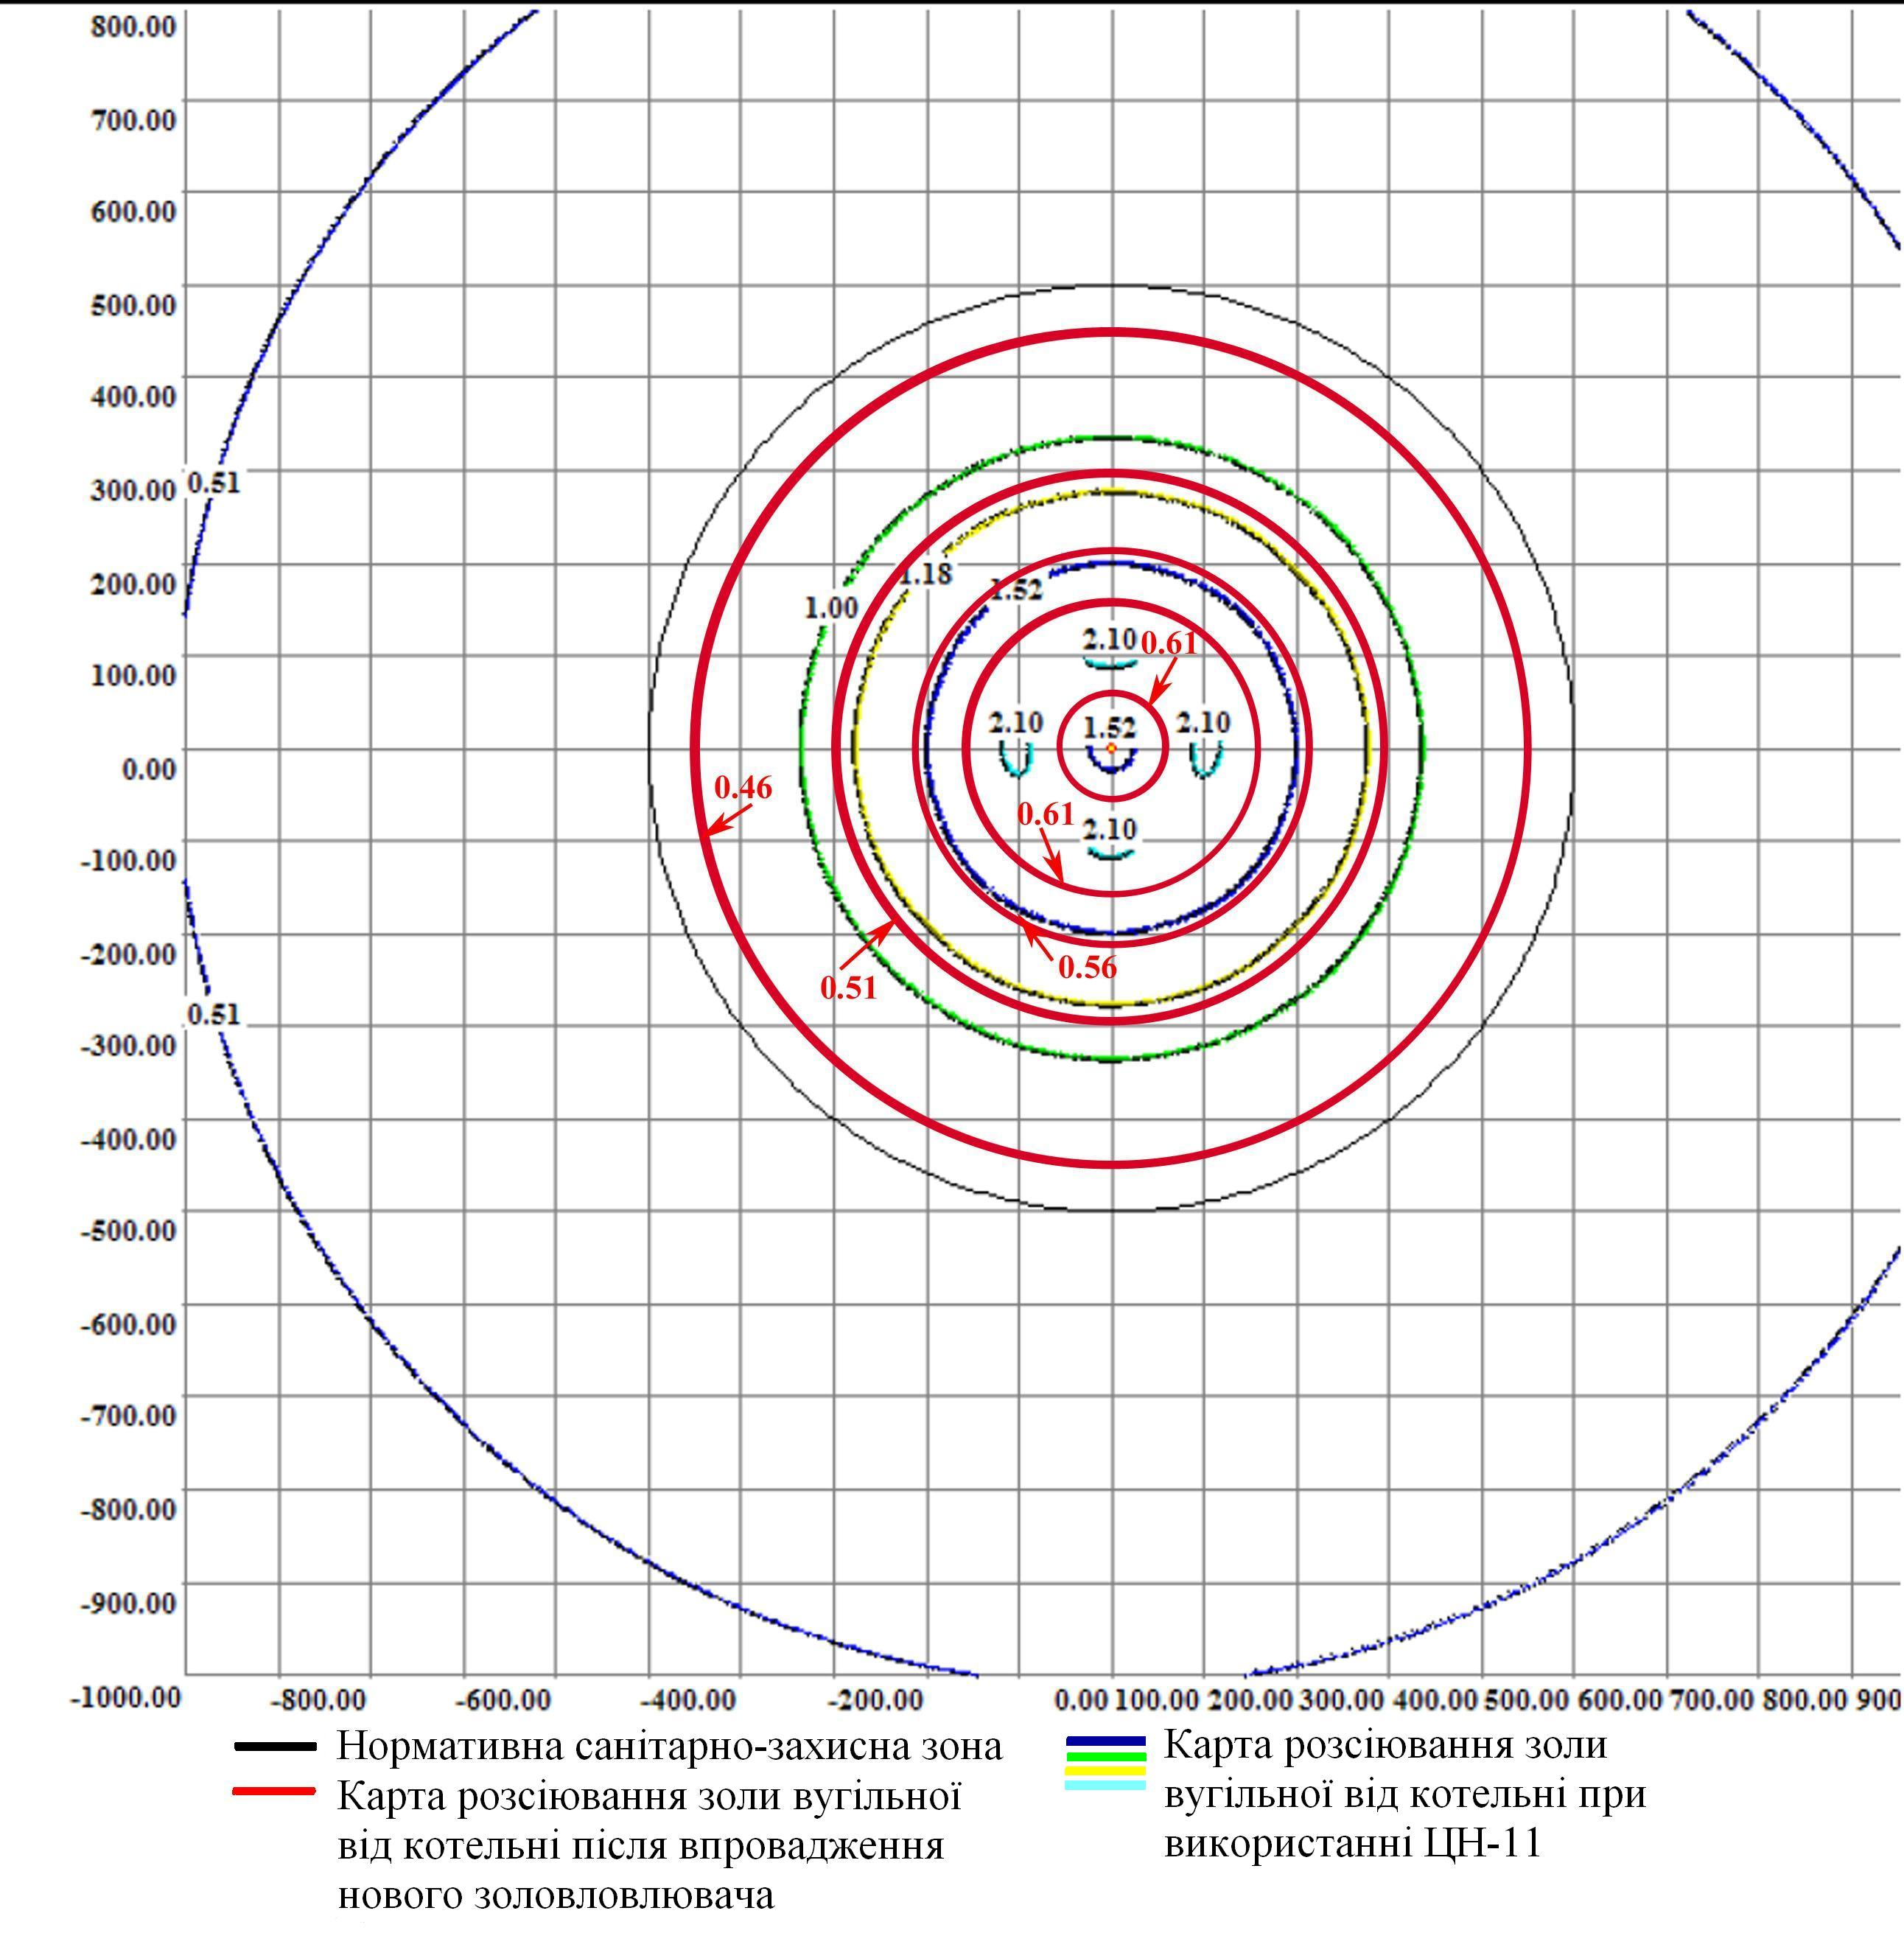 800.00
700.00
600.00
500.00
400.00
300.00 0.51
200.00 1.18 1.52
1.00
100.00 2.10 0.61
2.10 1.52 2.10
0.00
0.46
0.61 2.10
-100.00
-200.00 0.51 0.56
0.51
-300.00
-400.00
-500.00
-600.00
-700.00
-800.00
-900.00
-1000.00 -800.00 -600.00 -400.00 -200.00 0.00 100.00 200.00 300.00 400.00 500.00 600.00 700.00 800.00 900
Нормативна санітарно-захисна зона
Карта розсіювання золи вугільної
від котельні після впровадження
нового золовловлювача
Карта розсіювання золи
вугільної від котельні при
використанні ЦН-11